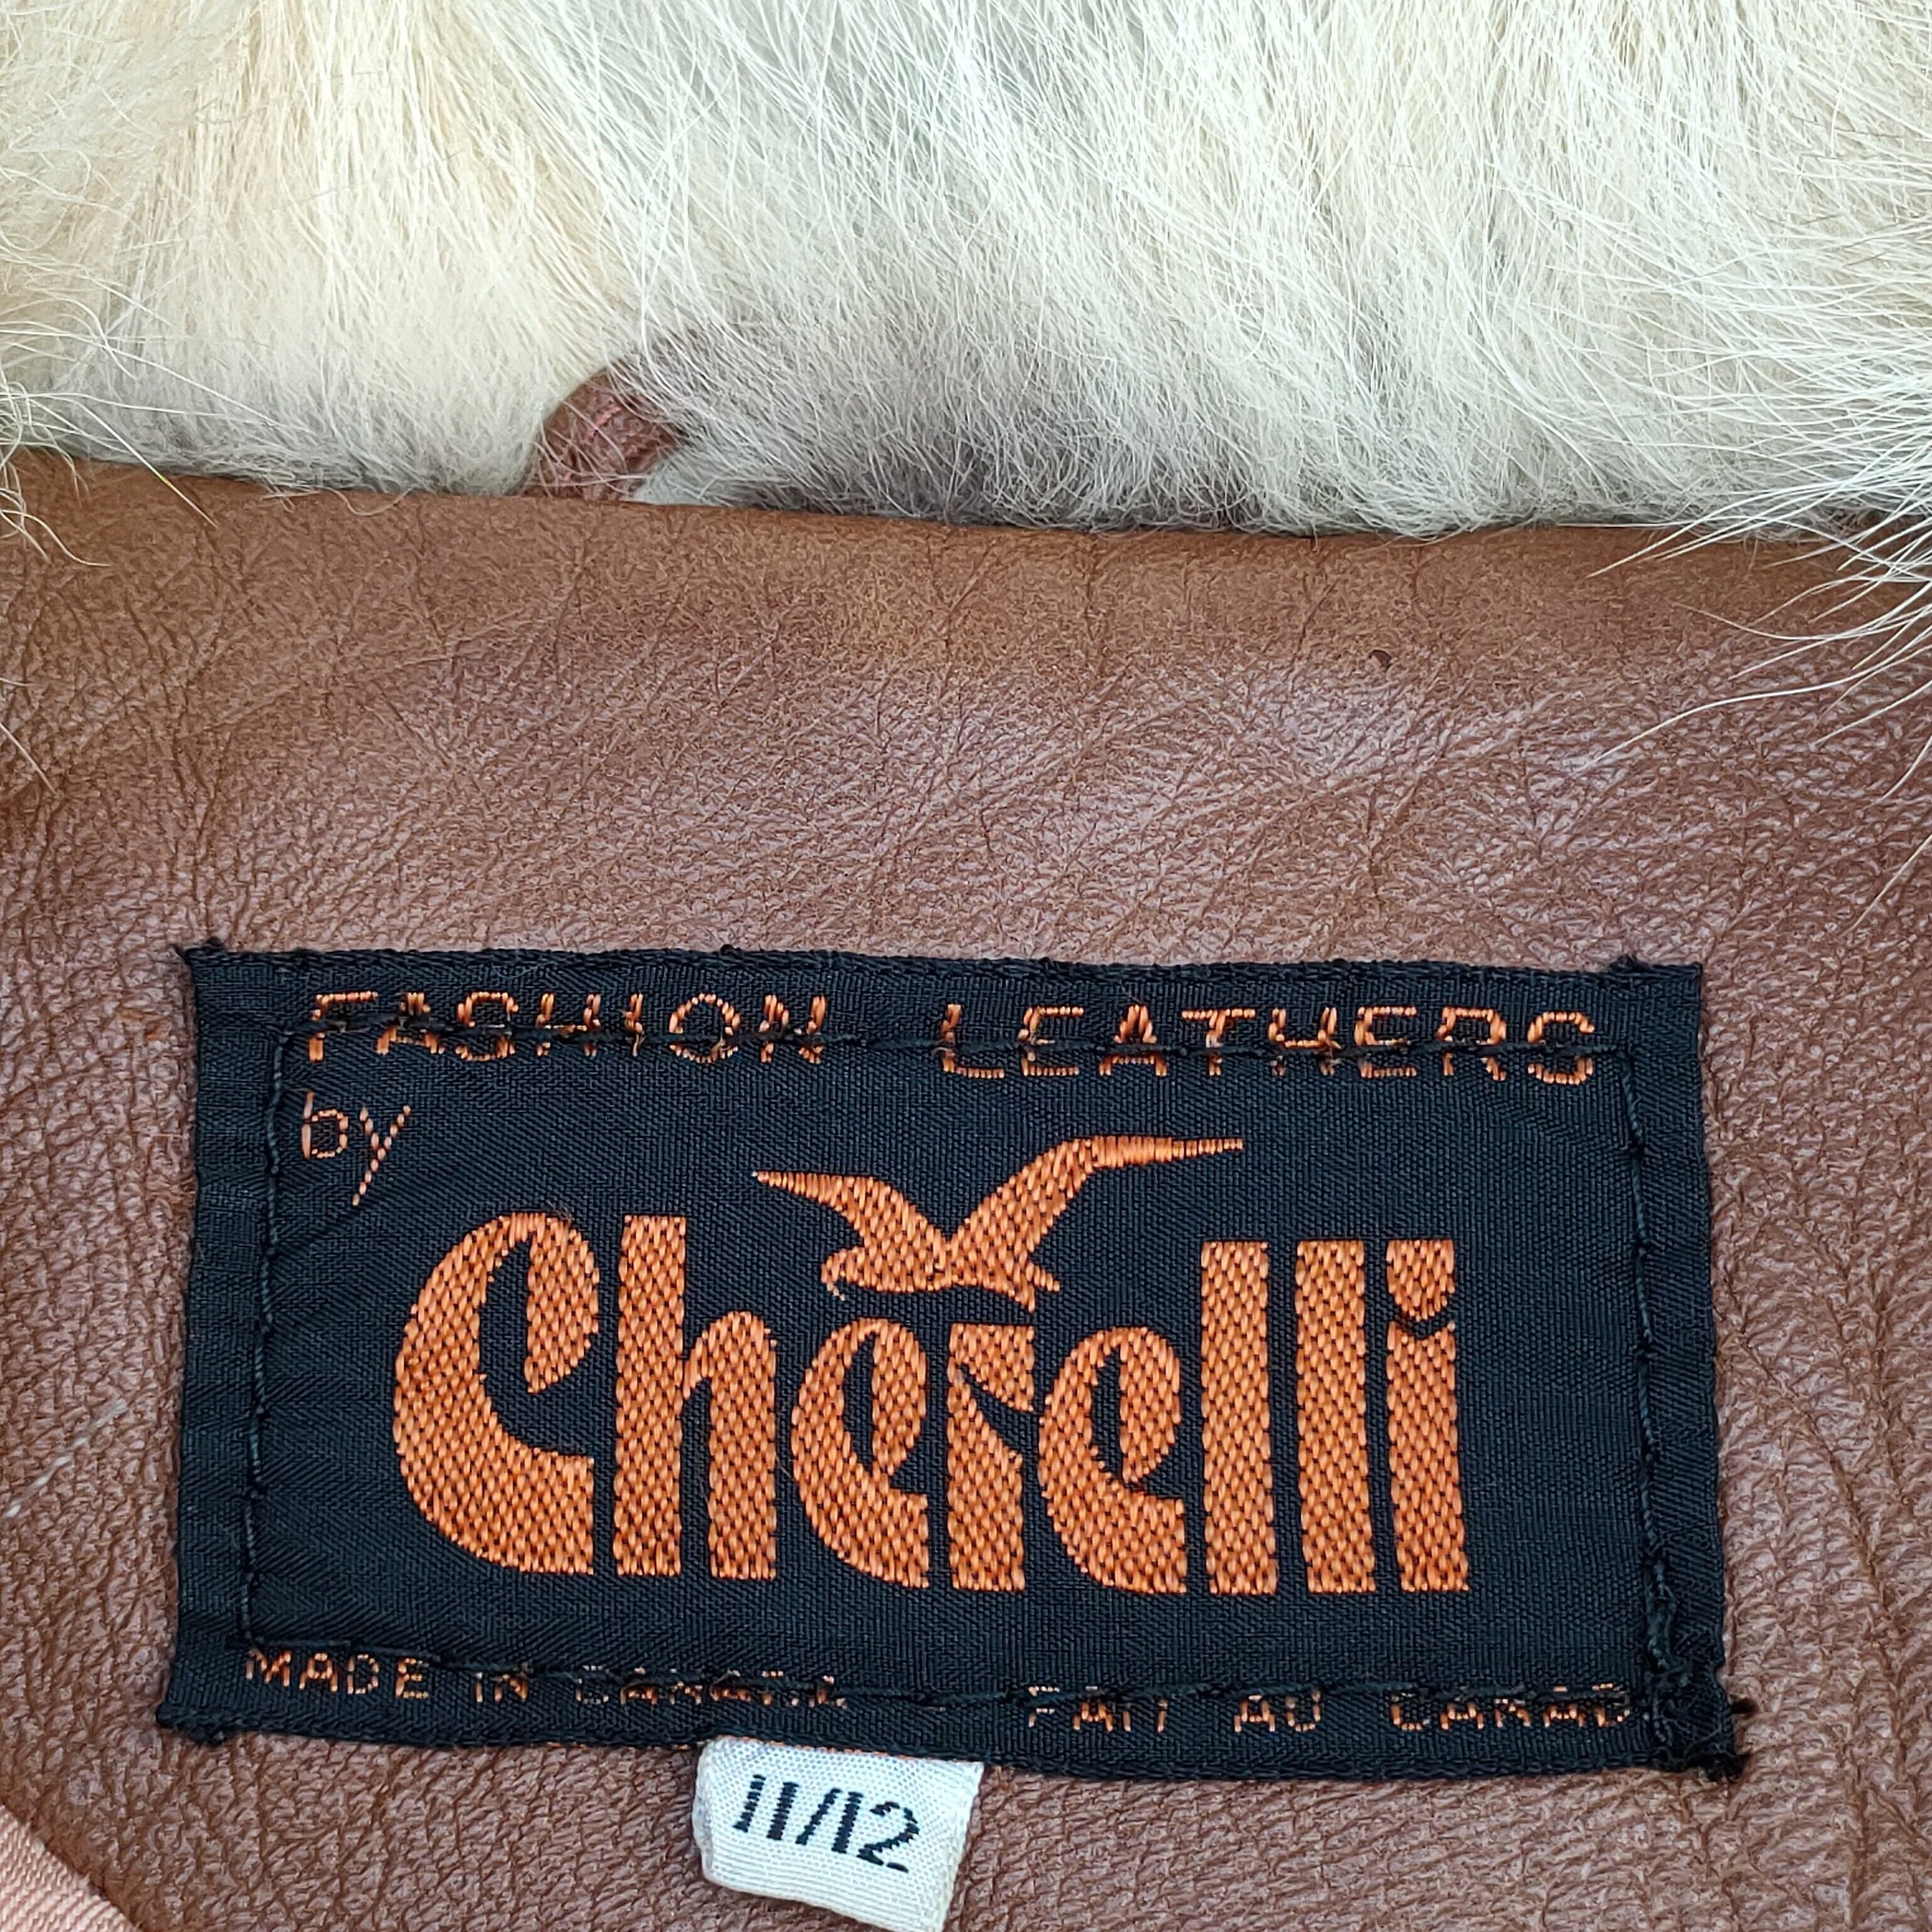 FASHION LEATHERS
by
Cherelli
MADE IN CANADA FAIT AU CANADA
11/12